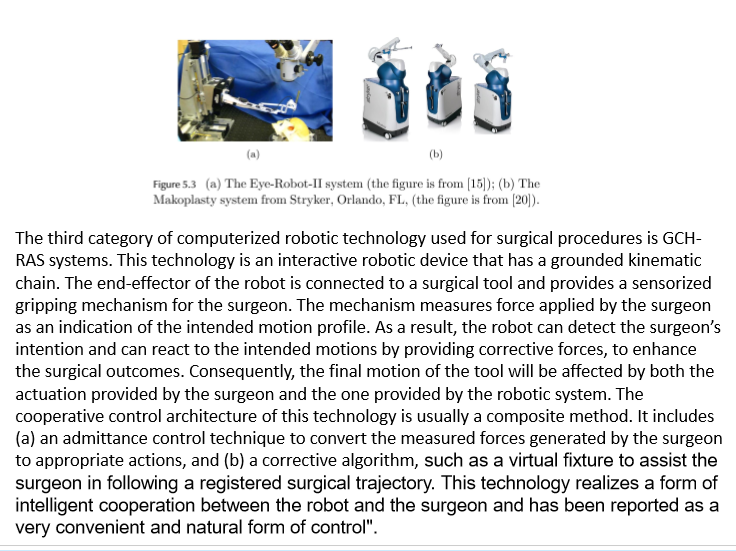 (a)
(b)
Figure 5.3 (a) The Eye-Robot-II system (the figure is from [15]); (b) The
Makoplasty system from Stryker, Orlando, FL, (the figure is from [20]).
The third category of computerized robotic technology used for surgical procedures is GCH-
RAS systems. This technology is an interactive robotic device that has a grounded kinematic
chain. The end-effector of the robot is connected to a surgical tool and provides a sensorized
gripping mechanism for the surgeon. The mechanism measures force applied by the surgeon
as an indication of the intended motion profile. As a result, the robot can detect the surgeon's
intention and can react to the intended motions by providing corrective forces, to enhance
the surgical outcomes. Consequently, the final motion of the tool will be affected by both the
actuation provided by the surgeon and the one provided by the robotic system. The
cooperative control architecture of this technology is usually a composite method. It includes
(a) an admittance control technique to convert the measured forces generated by the surgeon
to appropriate actions, and (b) a corrective algorithm, such as a virtual fixture to assist the
surgeon in following a registered surgical trajectory. This technology realizes a form of
intelligent cooperation between the robot and the surgeon and has been reported as a
very convenient and natural form of control".